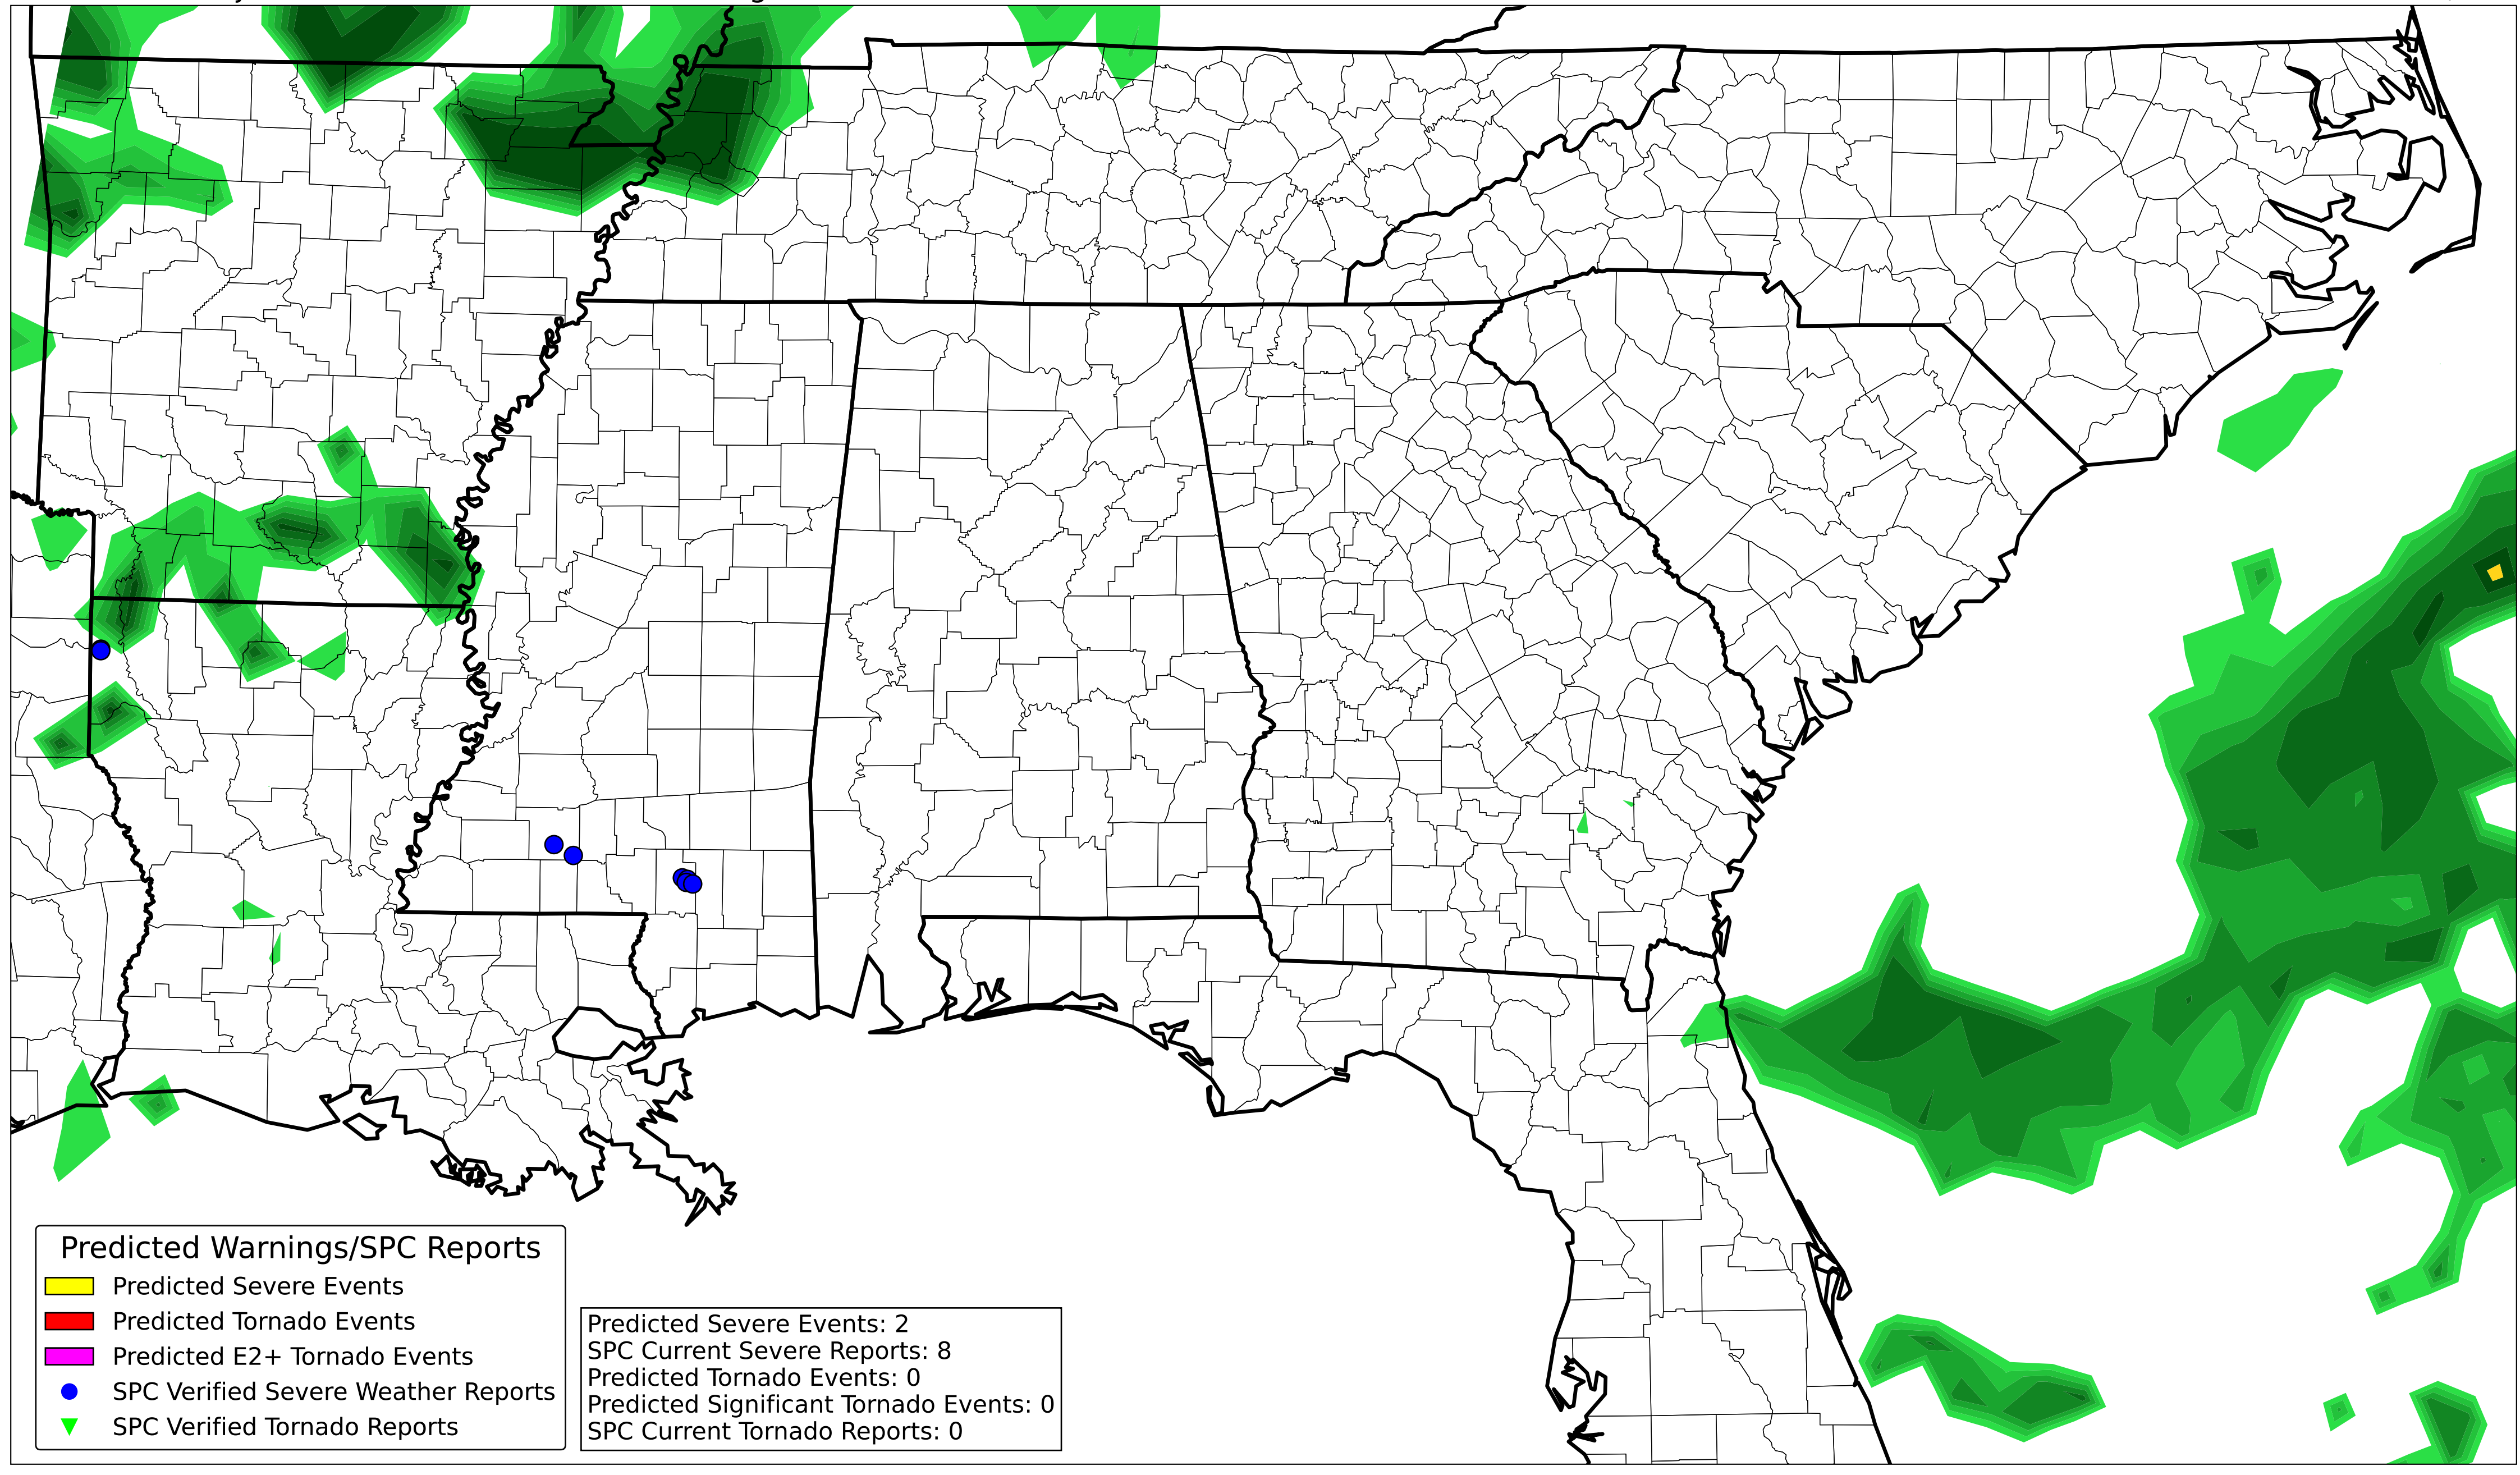 Predicted Warnings/SPC Reports
Predicted Severe Events
Predicted Tornado Events
Predicted E2+ Tornado Events
SPC Verified Severe Weather Reports
SPC Verified Tornado Reports
Predicted Severe Events: 2
SPC Current Severe Reports: 8
Predicted Tornado Events: 0
Predicted Significant Tornado Events: 0
SPC Current Tornado Reports: 0